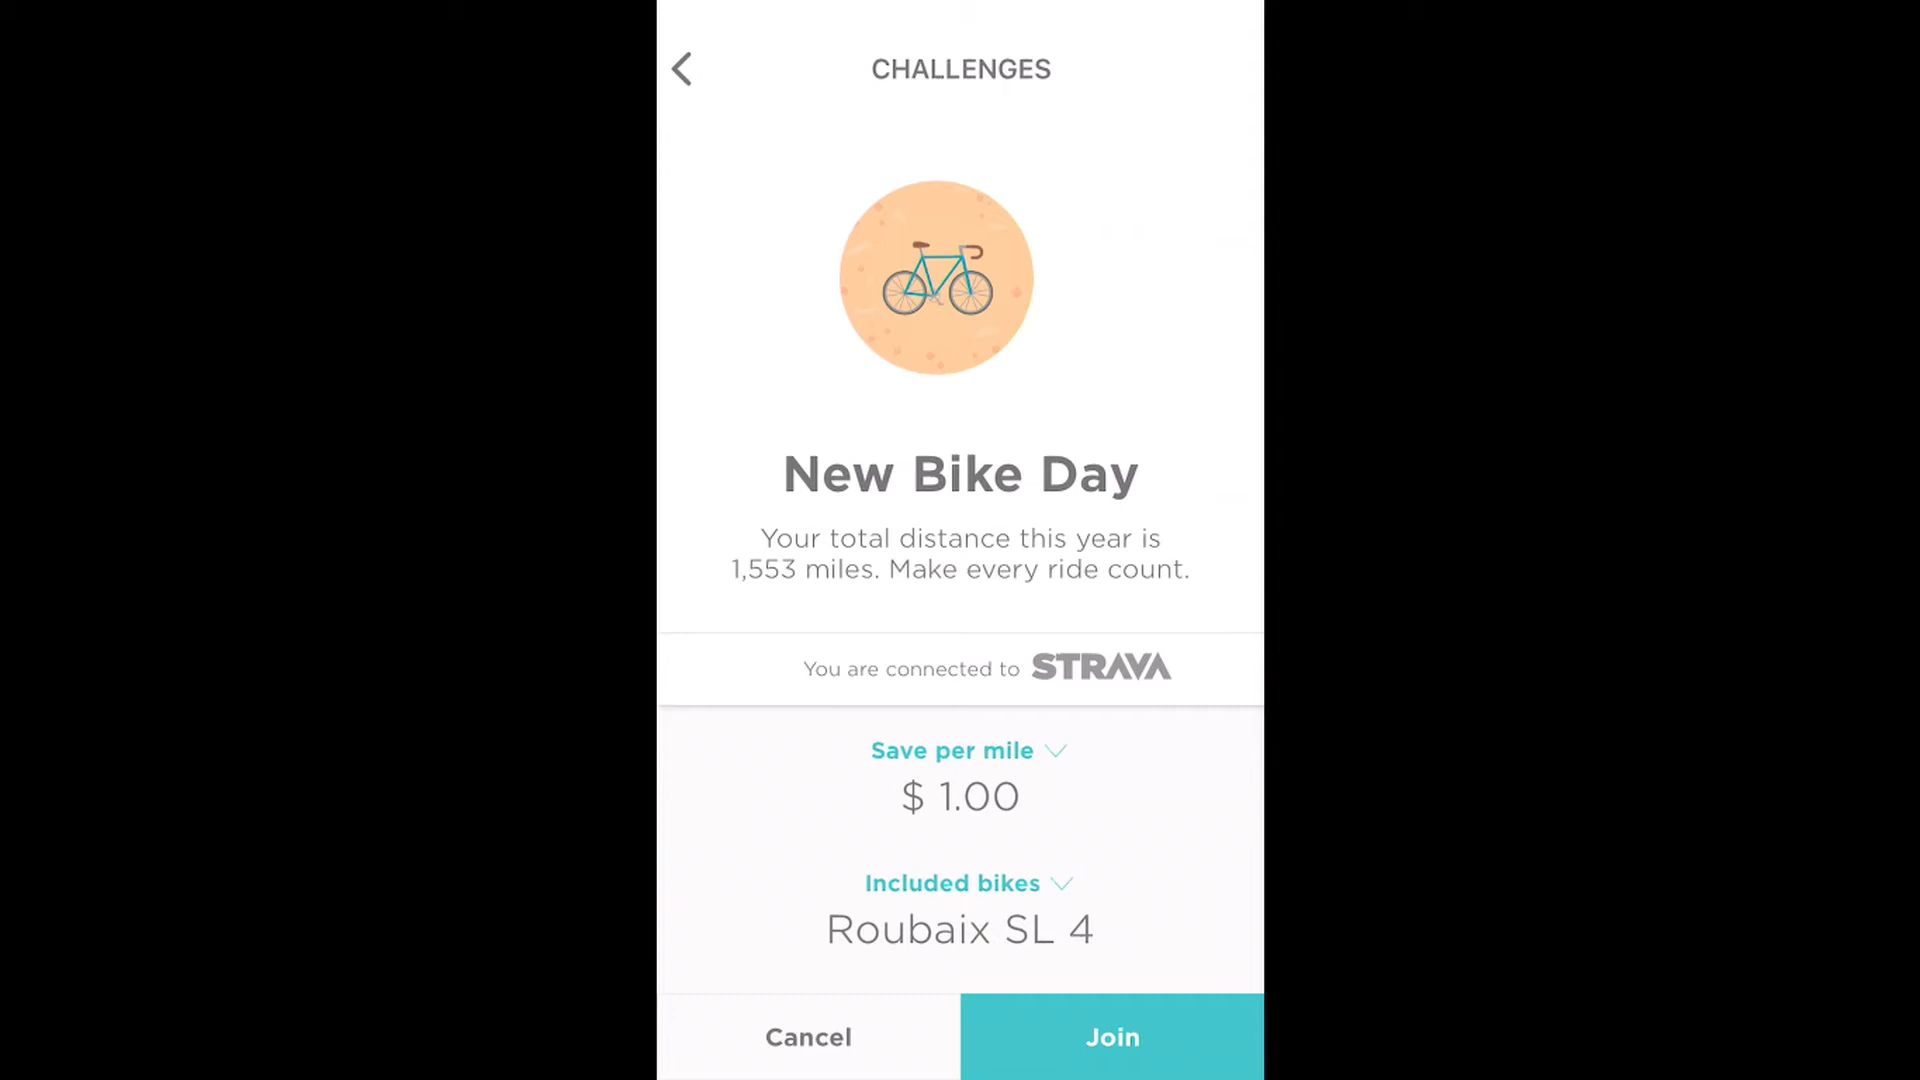 CHALLENGES
New Bike Day
Your total distance this year is
1,553 miles. Make every ride count.
You are connected to STRAVA
Save per mile
$ 1.00
Included bikes
Roubaix SL 4
Cancel
Join